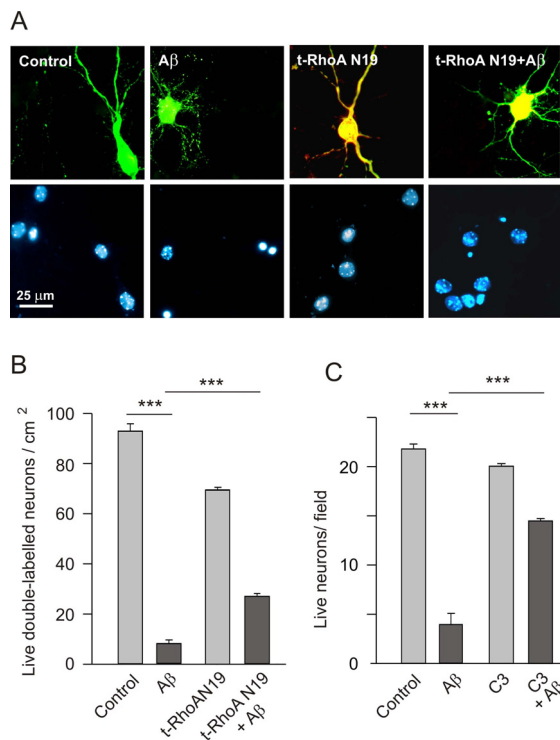 A
Control
Aβ
t-RhoA N19
t-RhoA N19+Aβ
25 μm
B
Live double-labelled neurons / cm 2
100
80
60
40
20
0
***
***
Control
Aβ
t-RhoAN19
t-RhoA N19
+ Aβ
C
Live neurons/ field
20
10
0
***
***
Control
Aβ
C3
C3
+ Aβ